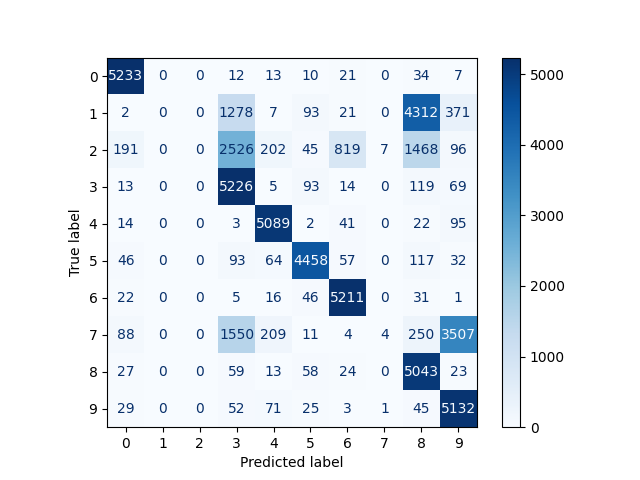 0 5233 0 0 12 13 10 21 0 34 7
1 2 0 0 1278 7 93 21 0 4312 371
2 191 0 0 2526 202 45 819 7 1468 96
3 13 0 0 5226 5 93 14 0 119 69
4 14 0 0 3 5089 2 41 0 22 95
5 46 0 0 93 64 4458 57 0 117 32
6 22 0 0 5 16 46 5211 0 31 1
7 88 0 0 1550 209 11 4 4 250 3507
8 27 0 0 59 13 58 24 0 5043 23
9 29 0 0 52 71 25 3 1 45 5132
0 1 2 3 4 5 6 7 8 9
Predicted label
True label
5000
4000
3000
2000
1000
0